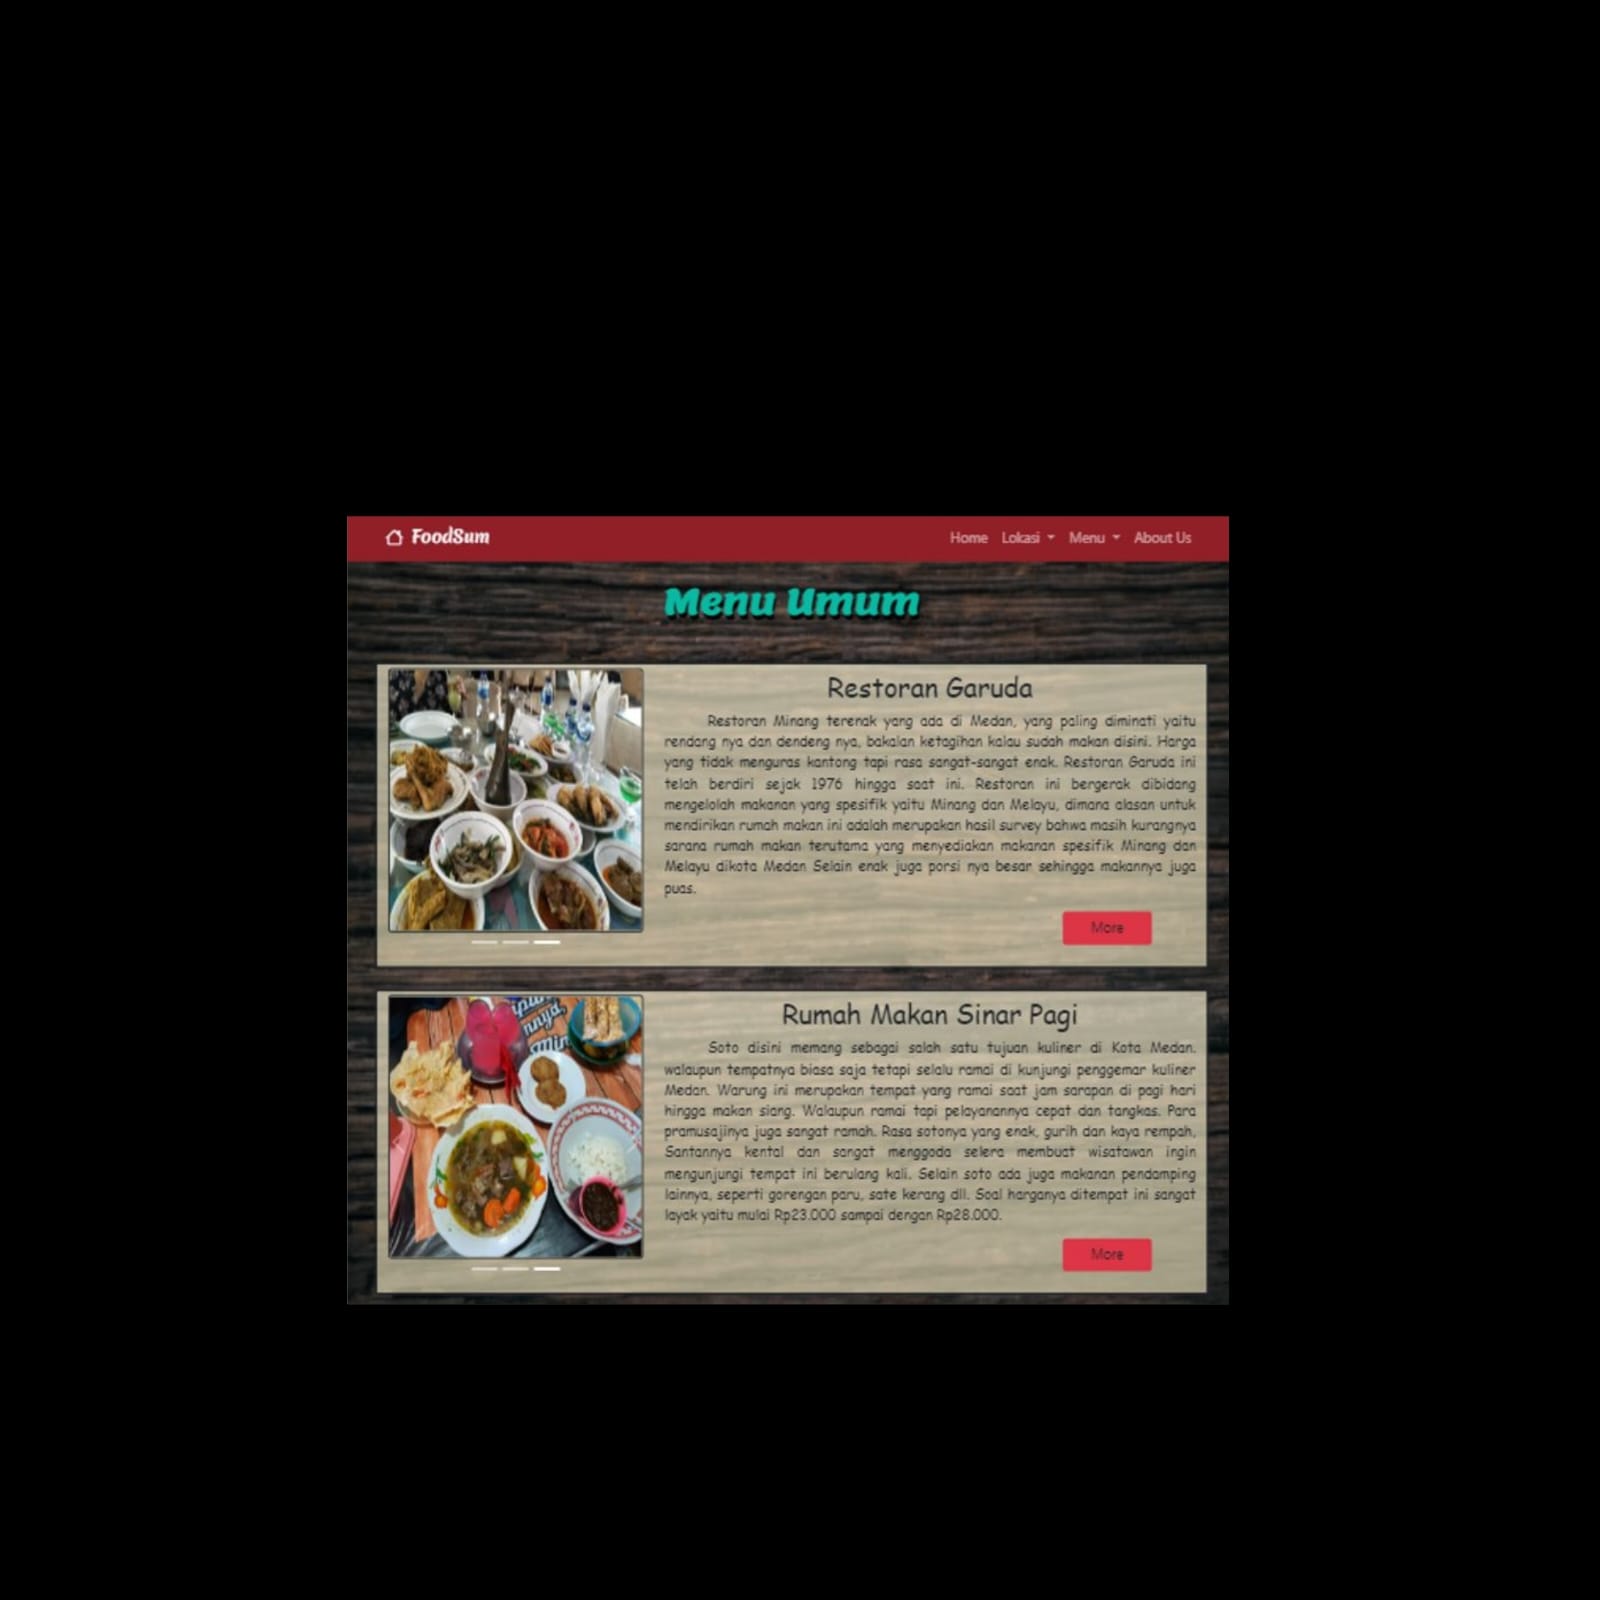 FoodSum
Home Lokasi Menu About Us
Menu Umum
Restoran Garuda
Restoran Minang terenak yang ada di Medan, yang paling diminati yaitu
rendang nya dan dendeng nya, bakalan ketagihan kalau sudah makan disini. Harga
yang tidak menguras kantong tapi rasa sangat-sangat enak. Restoran Garuda ini
telah berdiri sejak 1976 hingga saat ini. Restoran ini bergerak dibidang
mengelolah makanan yang spesifik yaitu Minang dan Melayu, dimana alasan untuk
mendirikan rumah makan ini adalah merupakan hasil survey bahwa masih kurangnya
sarana rumah makan terutama yang menyediakan makanan spesifik Minang dan
Melayu dikota Medan Selain enak juga porsi nya besar sehingga makannya juga
puas.
More
Rumah Makan Sinar Pagi
Soto disini memang sebagai salah satu tujuan kuliner di Kota Medan.
walaupun tempatnya biasa saja tetapi selalu ramai di kunjungi penggemar kuliner
Medan. Warung ini merupakan tempat yang ramai saat jam sarapan di pagi hari
hingga makan siang. Walaupun ramai tapi pelayanannya cepat dan tangkas. Para
pramusajinya juga sangat ramah. Rasa sotonya yang enak, gurih dan kaya rempah,
Santannya kental dan sangat menggoda selera membuat wisatawan ingin
mengunjungi tempat ini berulang kali. Selain soto ada juga makanan pendamping
lainnya, seperti gorengan paru, sate kerang dll. Soal harganya ditempat ini sangat
layak yaitu mulai Rp23.000 sampai dengan Rp28.000.
More